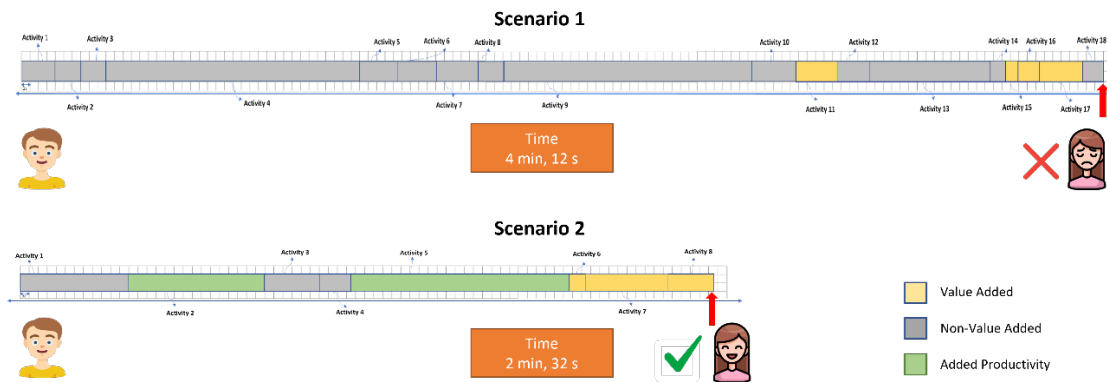 Scenario 1
Activity 1
Activity 3
Activity 5
Activity 6
Activity 8
Activity 10
Activity 12
Activity 14
Activity 16
Activity 18
Activity 2
Activity 4
Activity 7
Activity 9
Activity 11
Activity 13
Activity 15
Activity 17
Time
4 min, 12 s
Scenario 2
Activity 1
Activity 3
Activity 5
Activity 6
Activity 8
Activity 2
Activity 4
Activity 7
Time
2 min, 32 s
Value Added
Non-Value Added
Added Productivity